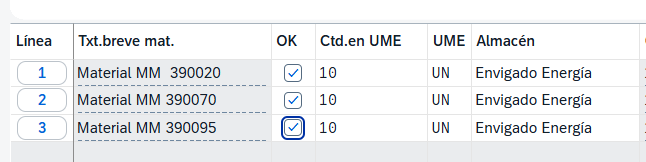 Línea Txt.breve mat. OK Ctd.en UME UME Almacén
1 Material MM 390020 10 UN Envigado Energía
2 Material MM 390070 10 UN Envigado Energía
3 Material MM 390095 10 UN Envigado Energía